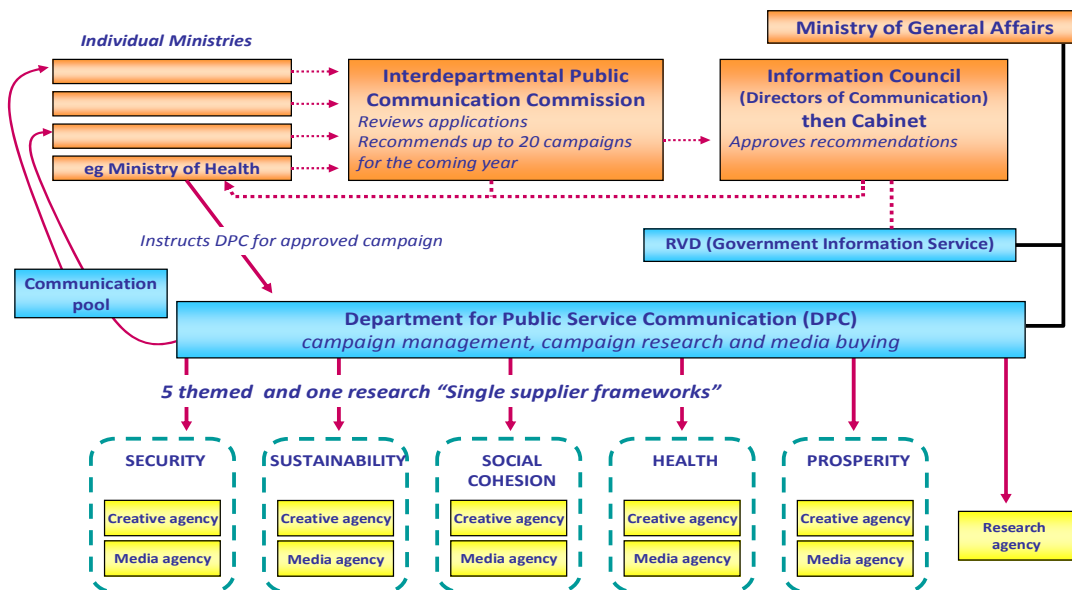 Ministry of General Affairs
Individual Ministries
eg Ministry of Health
Interdepartmental Public
Communication Commission
Reviews applications
Recommends up to 20 campaigns
for the coming year
Information Council
(Directors of Communication)
then Cabinet
Approves recommendations
Instructs DPC for approved campaign
RVD (Government Information Service)
Communication
pool
Department for Public Service Communication (DPC)
campaign management, campaign research and media buying
5 themed and one research “Single supplier frameworks”
SECURITY
Creative agency
Media agency
SUSTAINABILITY
Creative agency
Media agency
SOCIAL
COHESION
Creative agency
Media agency
HEALTH
Creative agency
Media agency
PROSPERITY
Creative agency
Media agency
Research
agency